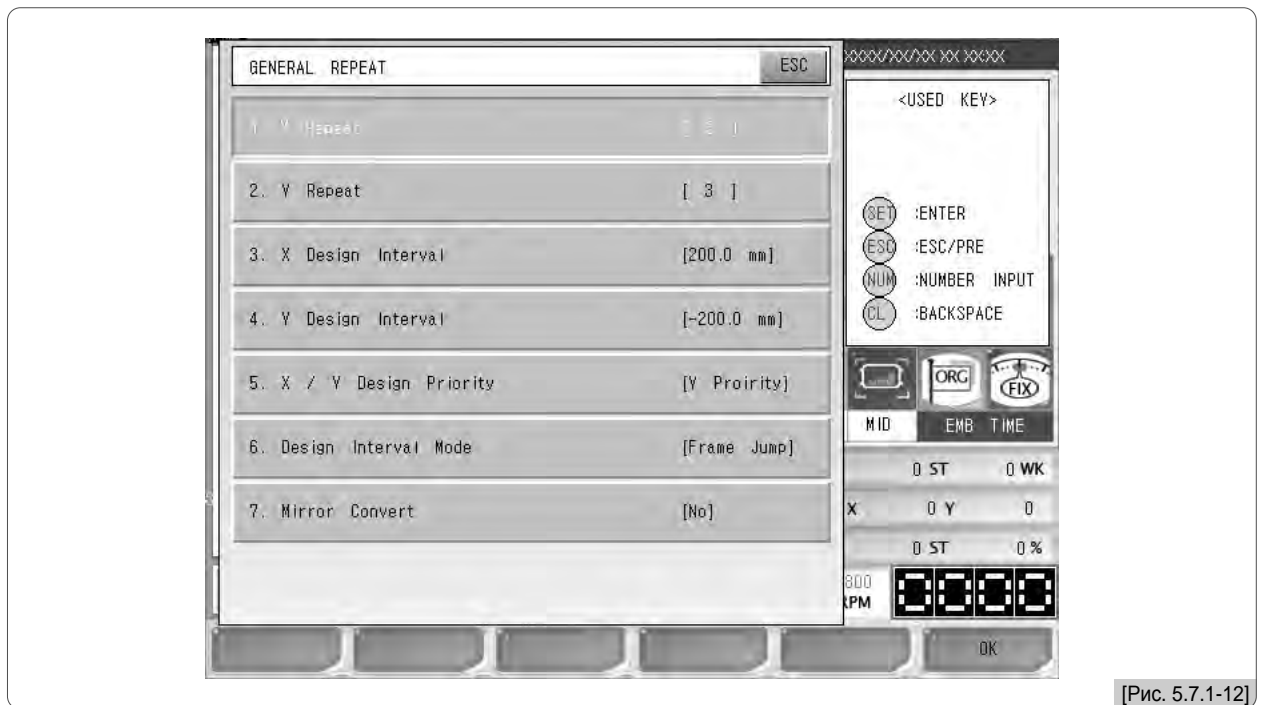 GENERAL REPEAT ESC
XXXX/XX/XX XX XXXX
<USED KEY>
1. Repeat
2. Y Repeat [ 3 ]
3. X Design Interval [200.0 mm]
4. Y Design Interval [-200.0 mm]
5. X / Y Design Priority [Y Proirity]
6. Design Interval Mode [Frame Jump]
7. Mirror Convert [No]
SET :ENTER
ESC :ESC/PRE
NUM :NUMBER INPUT
CL :BACKSPACE
ORG FIX
MID EMB TIME
0 ST 0 WK
X 0 Y 0
0 ST 0 %
800
RPM 0000
OK
[Рис. 5.7.1-12]